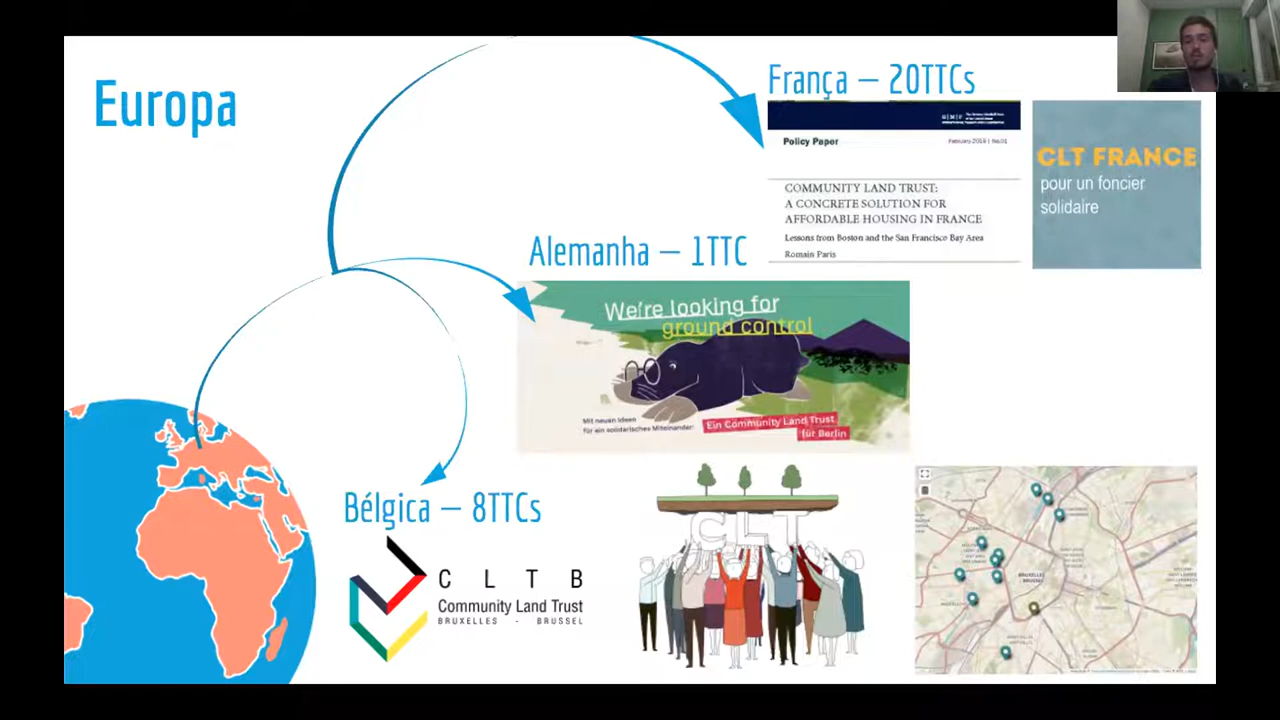 Europa
França – 20TTCs
Policy Paper
February 2018 | No.01
COMMUNITY LAND TRUST:
A CONCRETE SOLUTION FOR
AFFORDABLE HOUSING IN FRANCE
Lessons from Boston and the San Francisco Bay Area
Romain Paris
CLT FRANCE
pour un foncier
solidaire
Alemanha – 1TTC
We're looking for
ground control
Mit neuen Ideen
für ein solidarisches Miteinander!
Ein Community Land Trust
für Berlin
Bélgica – 8TTCs
CLTB
Community Land Trust
BRUXELLES - BRUSSEL
CLT